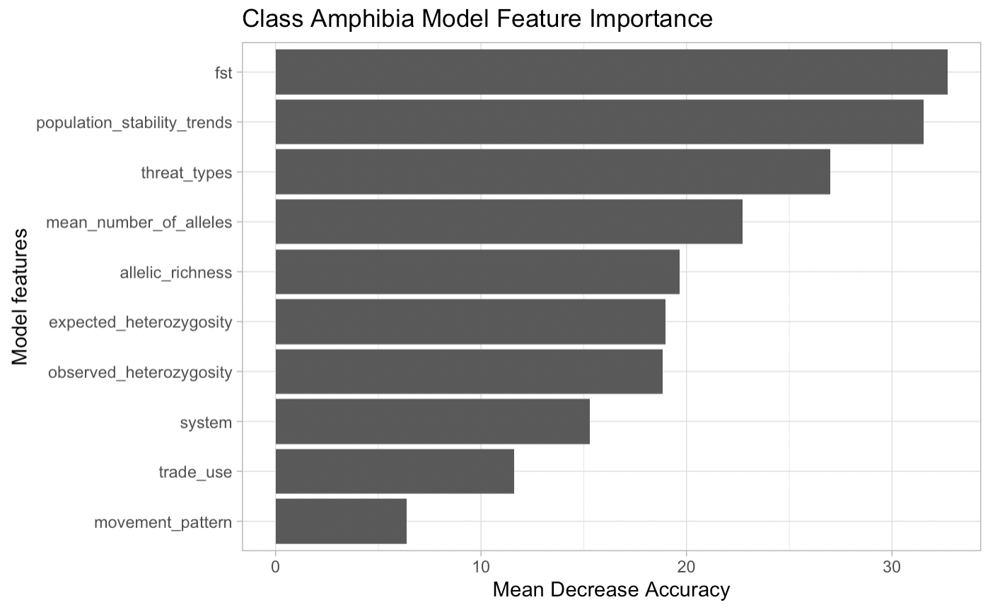 Class Amphibia Model Feature Importance
Model features
fst
population_stability_trends
threat_types
mean_number_of_alleles
allelic_richness
expected_heterozygosity
observed_heterozygosity
system
trade_use
movement_pattern
0 10 20 30
Mean Decrease Accuracy